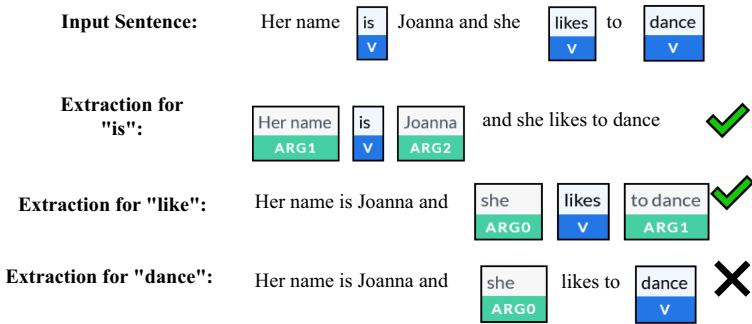 Input Sentence: Her name is Joanna and she likes to dance
V V V
Extraction for
"is": Her name is Joanna and she likes to dance
ARG1 V ARG2
Extraction for "like": Her name is Joanna and she likes to dance
ARG0 V ARG1
Extraction for "dance": Her name is Joanna and she likes to dance
ARG0 V